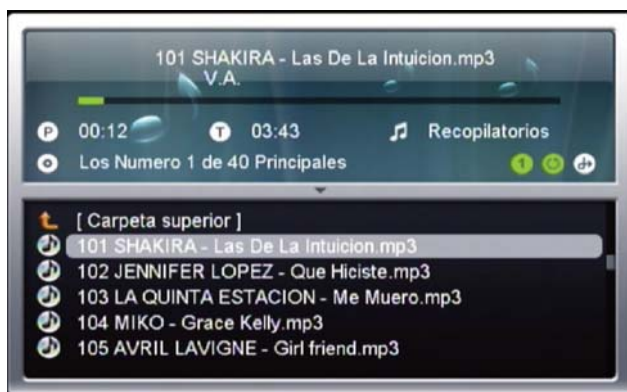 101 SHAKIRA - Las De La Intuicion.mp3
V.A.
P 00:12 T 03:43 Recopilatorios
Los Numero 1 de 40 Principales 1
[ Carpeta superior ]
101 SHAKIRA - Las De La Intuicion.mp3
102 JENNIFER LOPEZ - Que Hiciste.mp3
103 LA QUINTA ESTACION - Me Muero.mp3
104 MIKO - Grace Kelly.mp3
105 AVRIL LAVIGNE - Girl friend.mp3